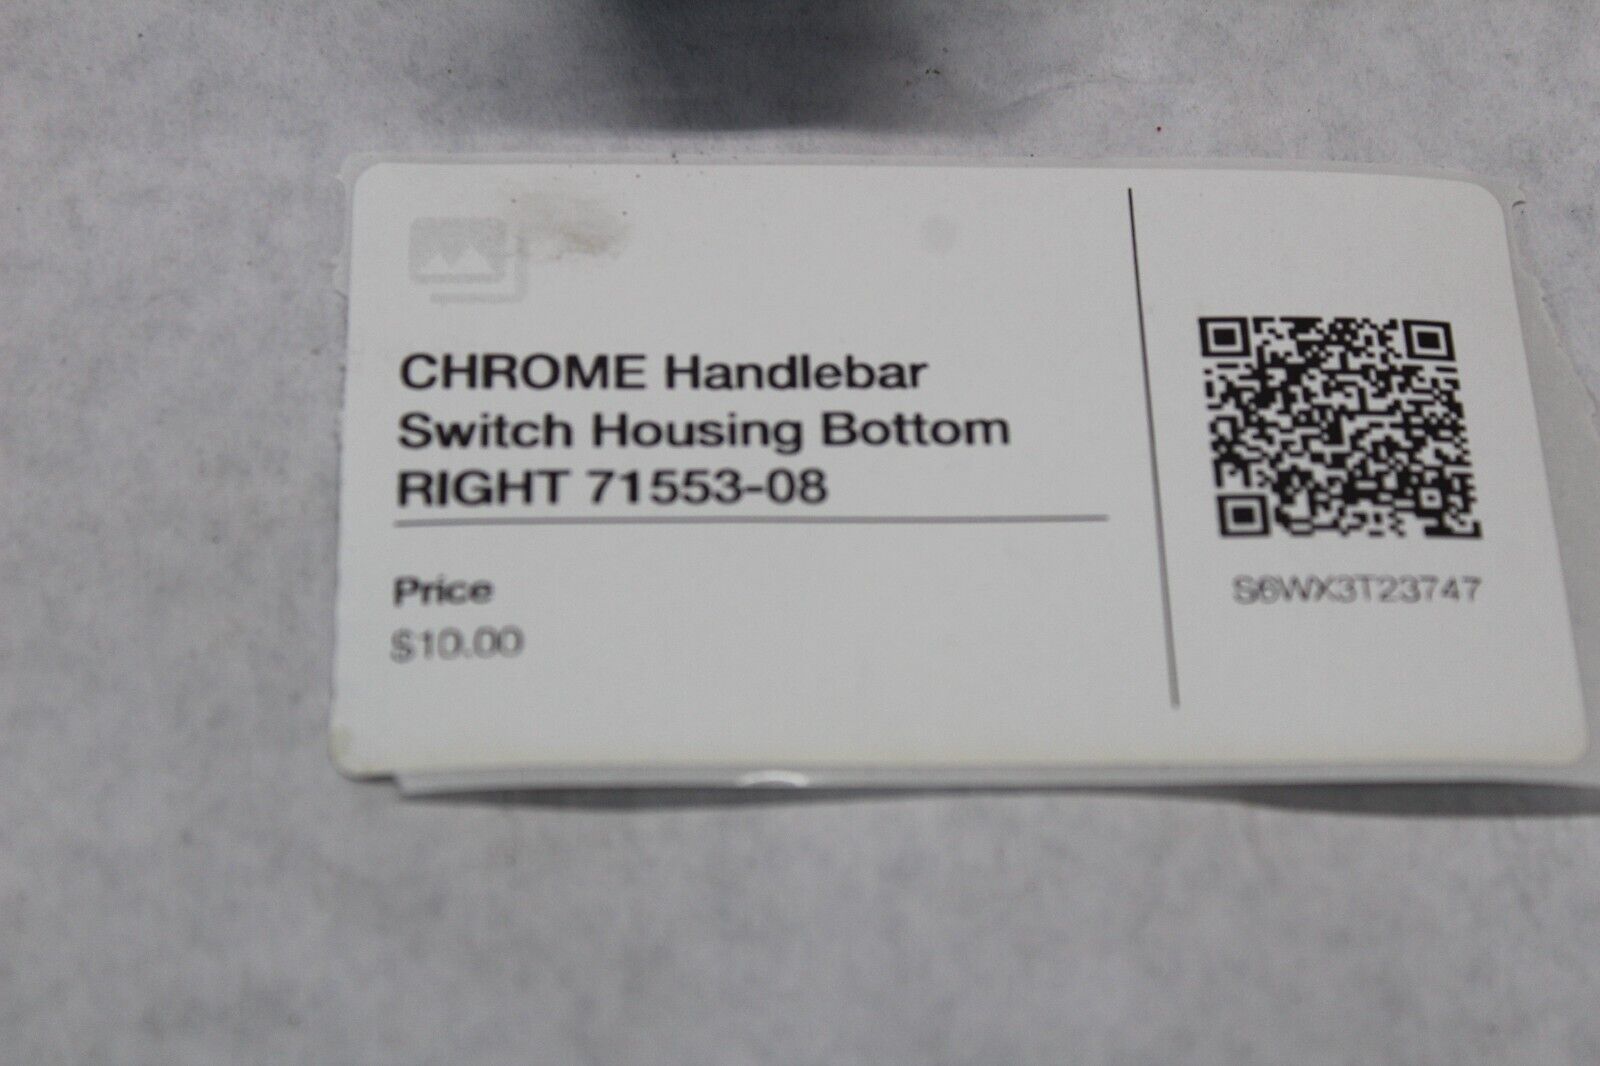 CHROME Handlebar
Switch Housing Bottom
RIGHT 71553-08
Price
$10.00
S6WX3T23747